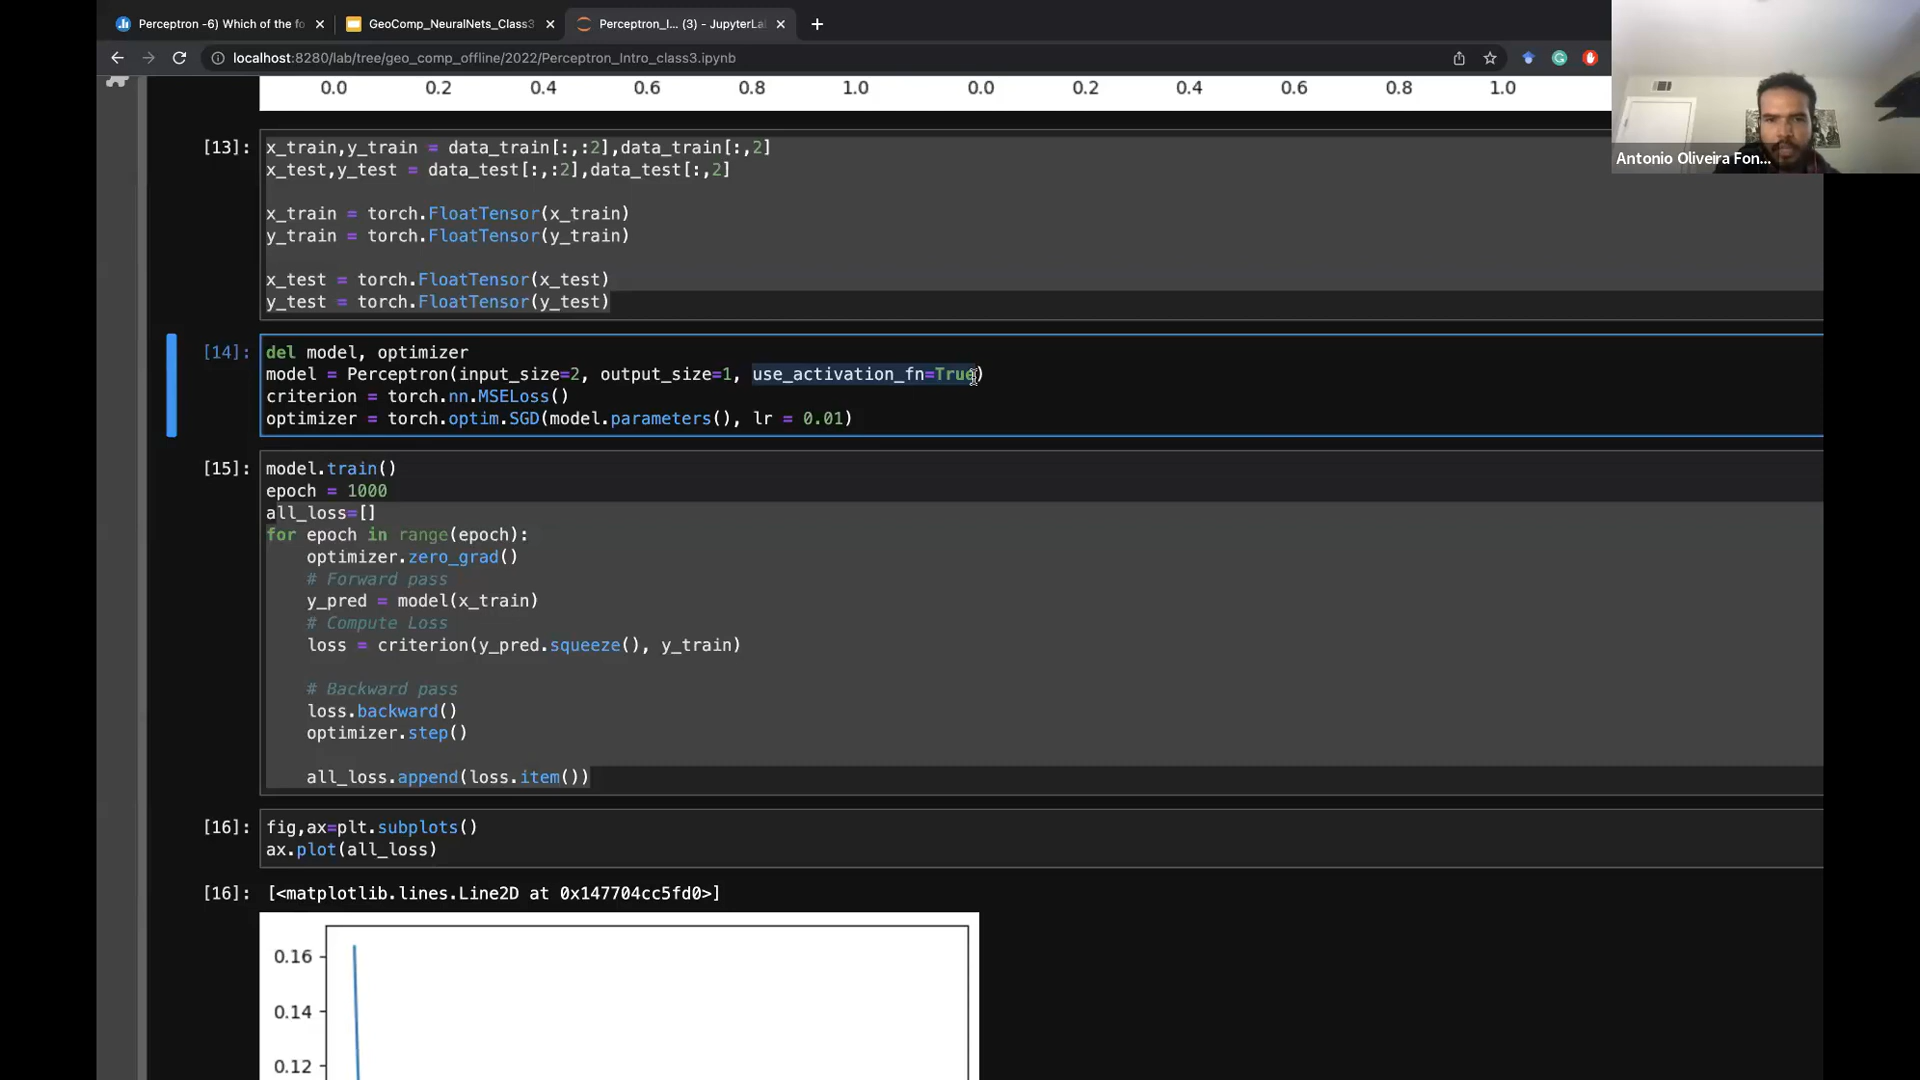 Perceptron -6) Which of the fo
GeoComp_NeuralNets_Class3
Perceptron_I... (3) - JupyterLa
localhost:8280/lab/tree/geo_comp_offline/2022/Perceptron_Intro_class3.ipynb
0.0 0.2 0.4 0.6 0.8 1.0 0.0 0.2 0.4 0.6 0.8 1.0
Antonio Oliveira Fon...
[13]: x_train,y_train = data_train[:,:2],data_train[:,2]
x_test,y_test = data_test[:,:2],data_test[:,2]
x_train = torch.FloatTensor(x_train)
y_train = torch.FloatTensor(y_train)
x_test = torch.FloatTensor(x_test)
y_test = torch.FloatTensor(y_test)
[14]: del model, optimizer
model = Perceptron(input_size=2, output_size=1, use_activation_fn=True)
criterion = torch.nn.MSELoss()
optimizer = torch.optim.SGD(model.parameters(), lr = 0.01)
[15]: model.train()
epoch = 1000
all_loss=[]
for epoch in range(epoch):
    optimizer.zero_grad()
    # Forward pass
    y_pred = model(x_train)
    # Compute Loss
    loss = criterion(y_pred.squeeze(), y_train)
    # Backward pass
    loss.backward()
    optimizer.step()
    all_loss.append(loss.item())
[16]: fig,ax=plt.subplots()
ax.plot(all_loss)
[16]: [<matplotlib.lines.Line2D at 0x147704cc5fd0>]
0.16
0.14
0.12